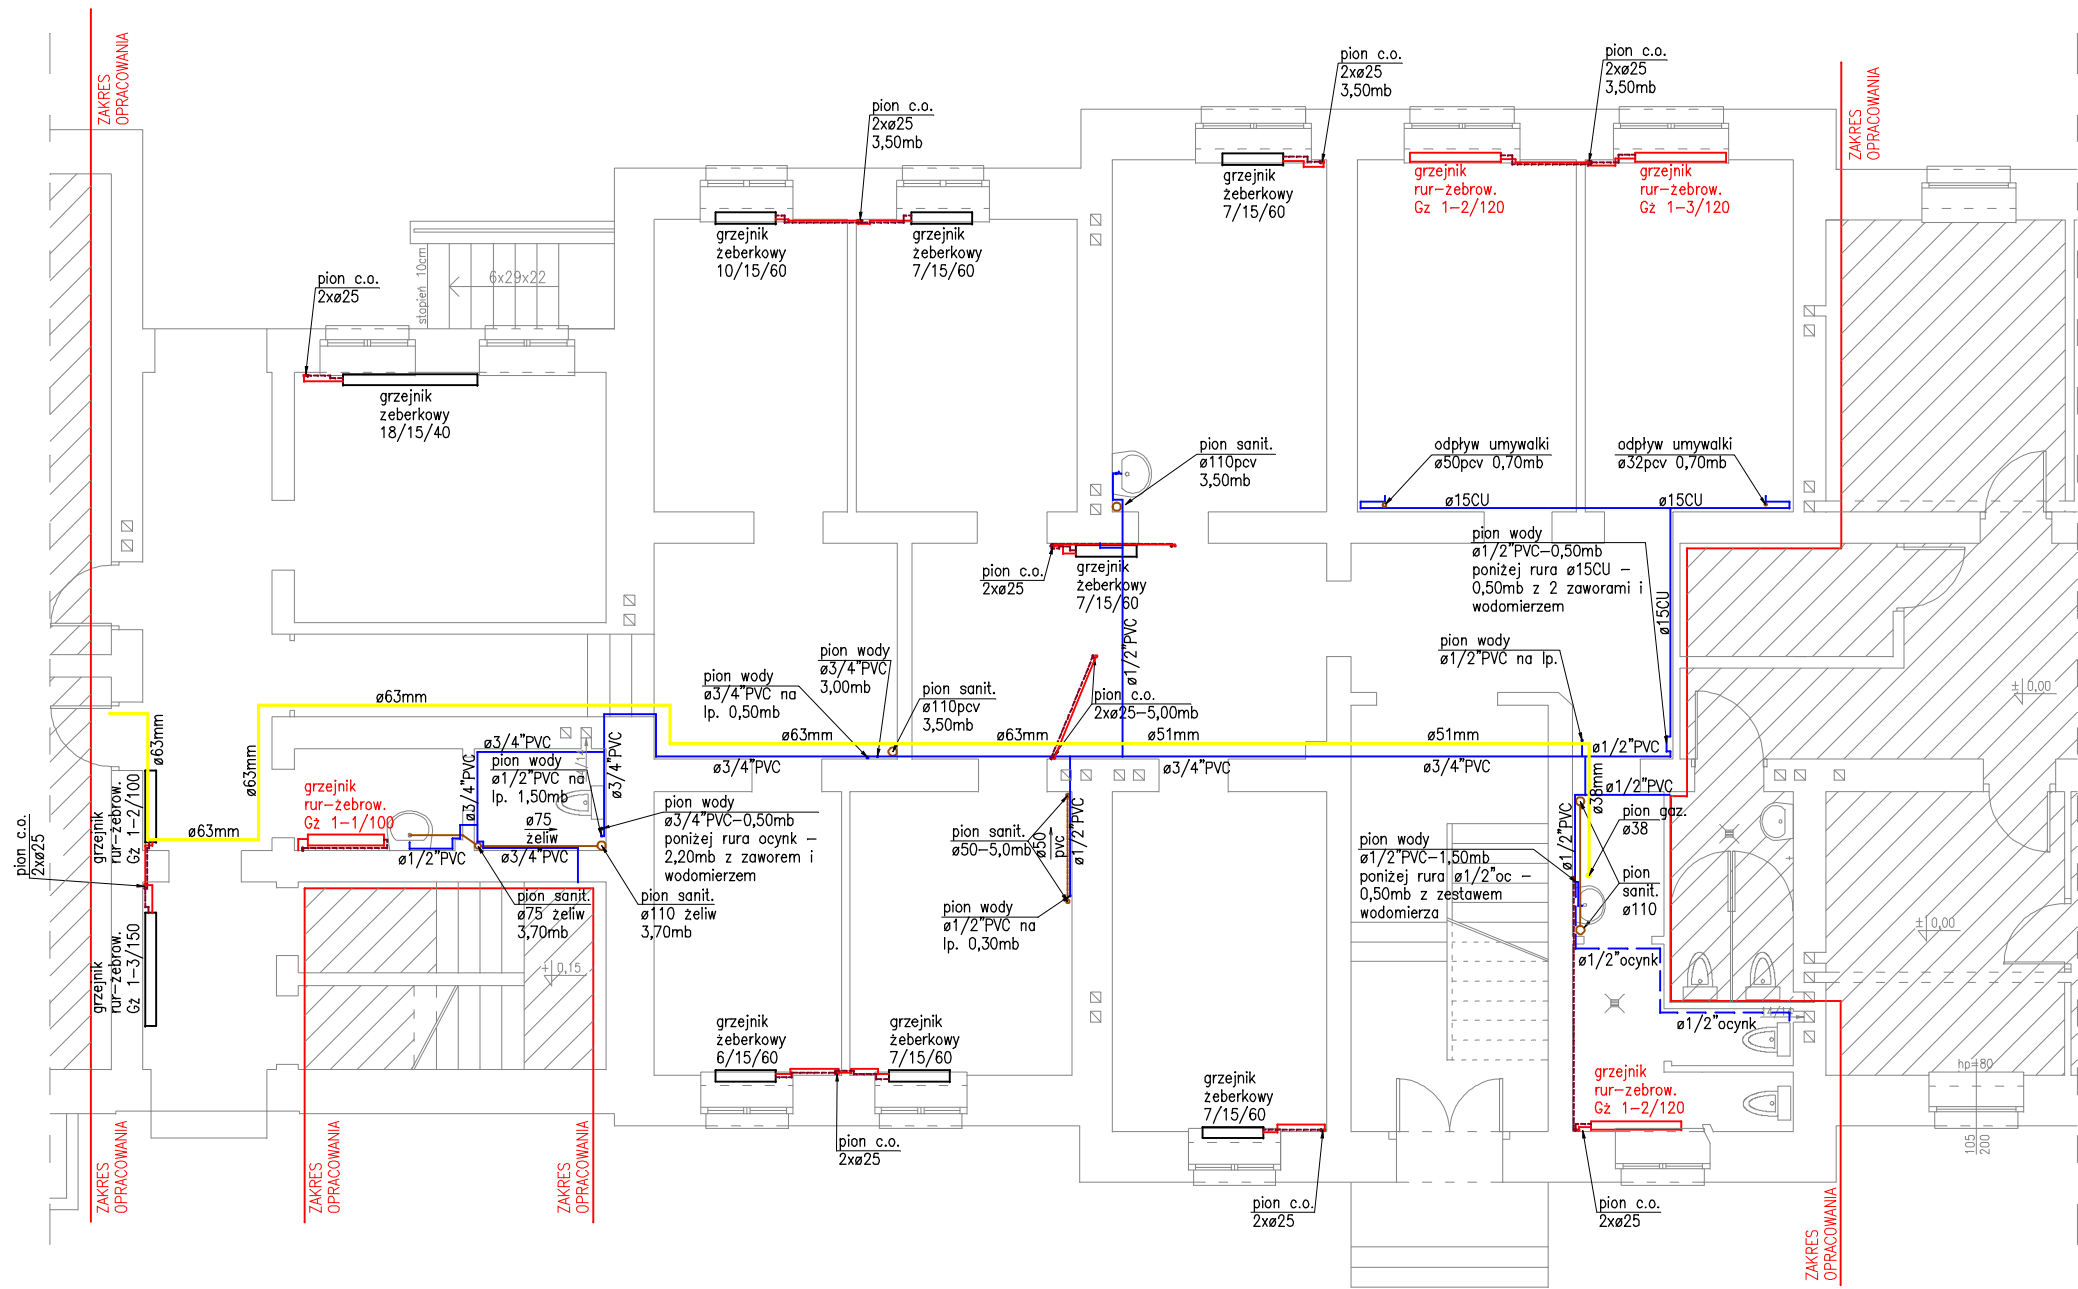 ZAKRES
OPRACOWANIA
pion c.o.
2xø25
3,50mb
pion c.o.
2xø25
3,50mb
pion c.o.
2xø25
3,50mb
ZAKRES
OPRACOWANIA
grzejnik
żeberkowy
7/15/60
grzejnik
rur-żebrow.
Gż 1-2/120
grzejnik
rur-żebrow.
Gż 1-3/120
grzejnik
żeberkowy
10/15/60
grzejnik
żeberkowy
7/15/60
pion c.o.
2xø25
stopień 10cm
6x29x22
grzejnik
żeberkowy
18/15/40
pion sanit.
ø110pcv
3,50mb
odpływ umywalki
ø50pcv 0,70mb
odpływ umywalki
ø32pcv 0,70mb
ø15CU
ø15CU
pion wody
ø1/2"PVC-0,50mb
poniżej rura ø15CU -
0,50mb z 2 zaworami i
wodomierzem
ø15CU
pion c.o.
2xø25
grzejnik
żeberkowy
7/15/60
ø1/2"PVC
pion wody
ø1/2"PVC na lp.
pion wody
ø3/4"PVC
3,00mb
pion wody
ø3/4"PVC na
lp. 0,50mb
pion sanit.
ø110pcv
3,50mb
pion c.o.
2xø25-5,00mb
± 0,00
ø63mm
ø63mm
ø63mm
ø63mm
ø63mm
ø63mm
ø51mm
ø51mm
ø3/4"PVC
ø3/4"PVC
ø3/4"PVC
ø1/2"PVC
ø3/4"PVC
ø3/4"PVC
ø3/4"PVC
pion wody
ø1/2"PVC na
lp. 1,50mb
ø75
żeliw
ø3/4"PVC
ø1/2"PVC
grzejnik
rur-żebrow.
Gż 1-1/100
grzejnik
rur-żebrow.
Gż 1-2/100
pion c.o.
2xø25
grzejnik
rur-żebrow.
Gż 1-3/150
pion wody
ø3/4"PVC-0,50mb
poniżej rura ocynk -
2,20mb z zaworem i
wodomierzem
pion sanit.
ø75 żeliw
3,70mb
pion sanit.
ø110 żeliw
3,70mb
± 0,15
pion sanit.
ø50-5,0mb
ø50
pvc
ø1/2"PVC
pion wody
ø1/2"PVC na
lp. 0,30mb
pion wody
ø1/2"PVC-1,50mb
poniżej rura ø1/2"oc -
0,50mb z zestawem
wodomierza
ø1/2"PVC
ø38mm
ø1/2"PVC
pion gaz.
ø38
pion
sanit.
ø110
ø1/2"ocynk
ø1/2"ocynk
± 0,00
grzejnik
żeberkowy
6/15/60
grzejnik
żeberkowy
7/15/60
grzejnik
żeberkowy
7/15/60
grzejnik
rur-żebrow.
Gż 1-2/120
hp=80
105
200
pion c.o.
2xø25
pion c.o.
2xø25
pion c.o.
2xø25
ZAKRES
OPRACOWANIA
ZAKRES
OPRACOWANIA
ZAKRES
OPRACOWANIA
ZAKRES
OPRACOWANIA